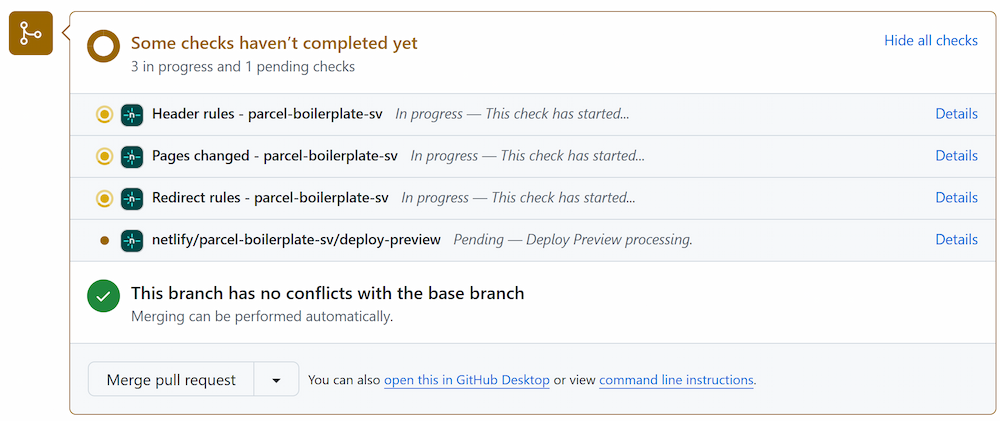 Some checks haven’t completed yet
Hide all checks
3 in progress and 1 pending checks
Header rules - parcel-boilerplate-sv In progress — This check has started... Details
Pages changed - parcel-boilerplate-sv In progress — This check has started... Details
Redirect rules - parcel-boilerplate-sv In progress — This check has started... Details
netlify/parcel-boilerplate-sv/deploy-preview Pending — Deploy Preview processing. Details
This branch has no conflicts with the base branch
Merging can be performed automatically.
Merge pull request You can also open this in GitHub Desktop or view command line instructions.